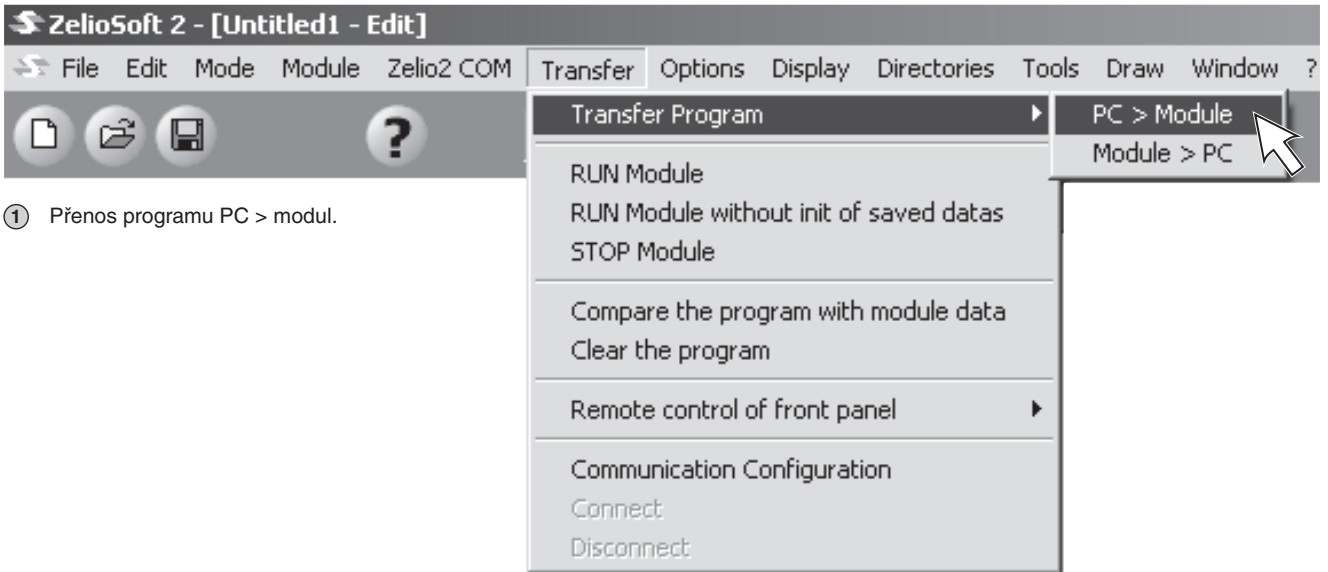 ZelioSoft 2 - [Untitled1 - Edit]
File Edit Mode Module Zelio2 COM Transfer Options Display Directories Tools Draw Window ?
?
Transfer Program
PC > Module
Module > PC
RUN Module
RUN Module without init of saved datas
STOP Module
Compare the program with module data
Clear the program
Remote control of front panel
Communication Configuration
Connect
Disconnect
1 Přenos programu PC > modul.